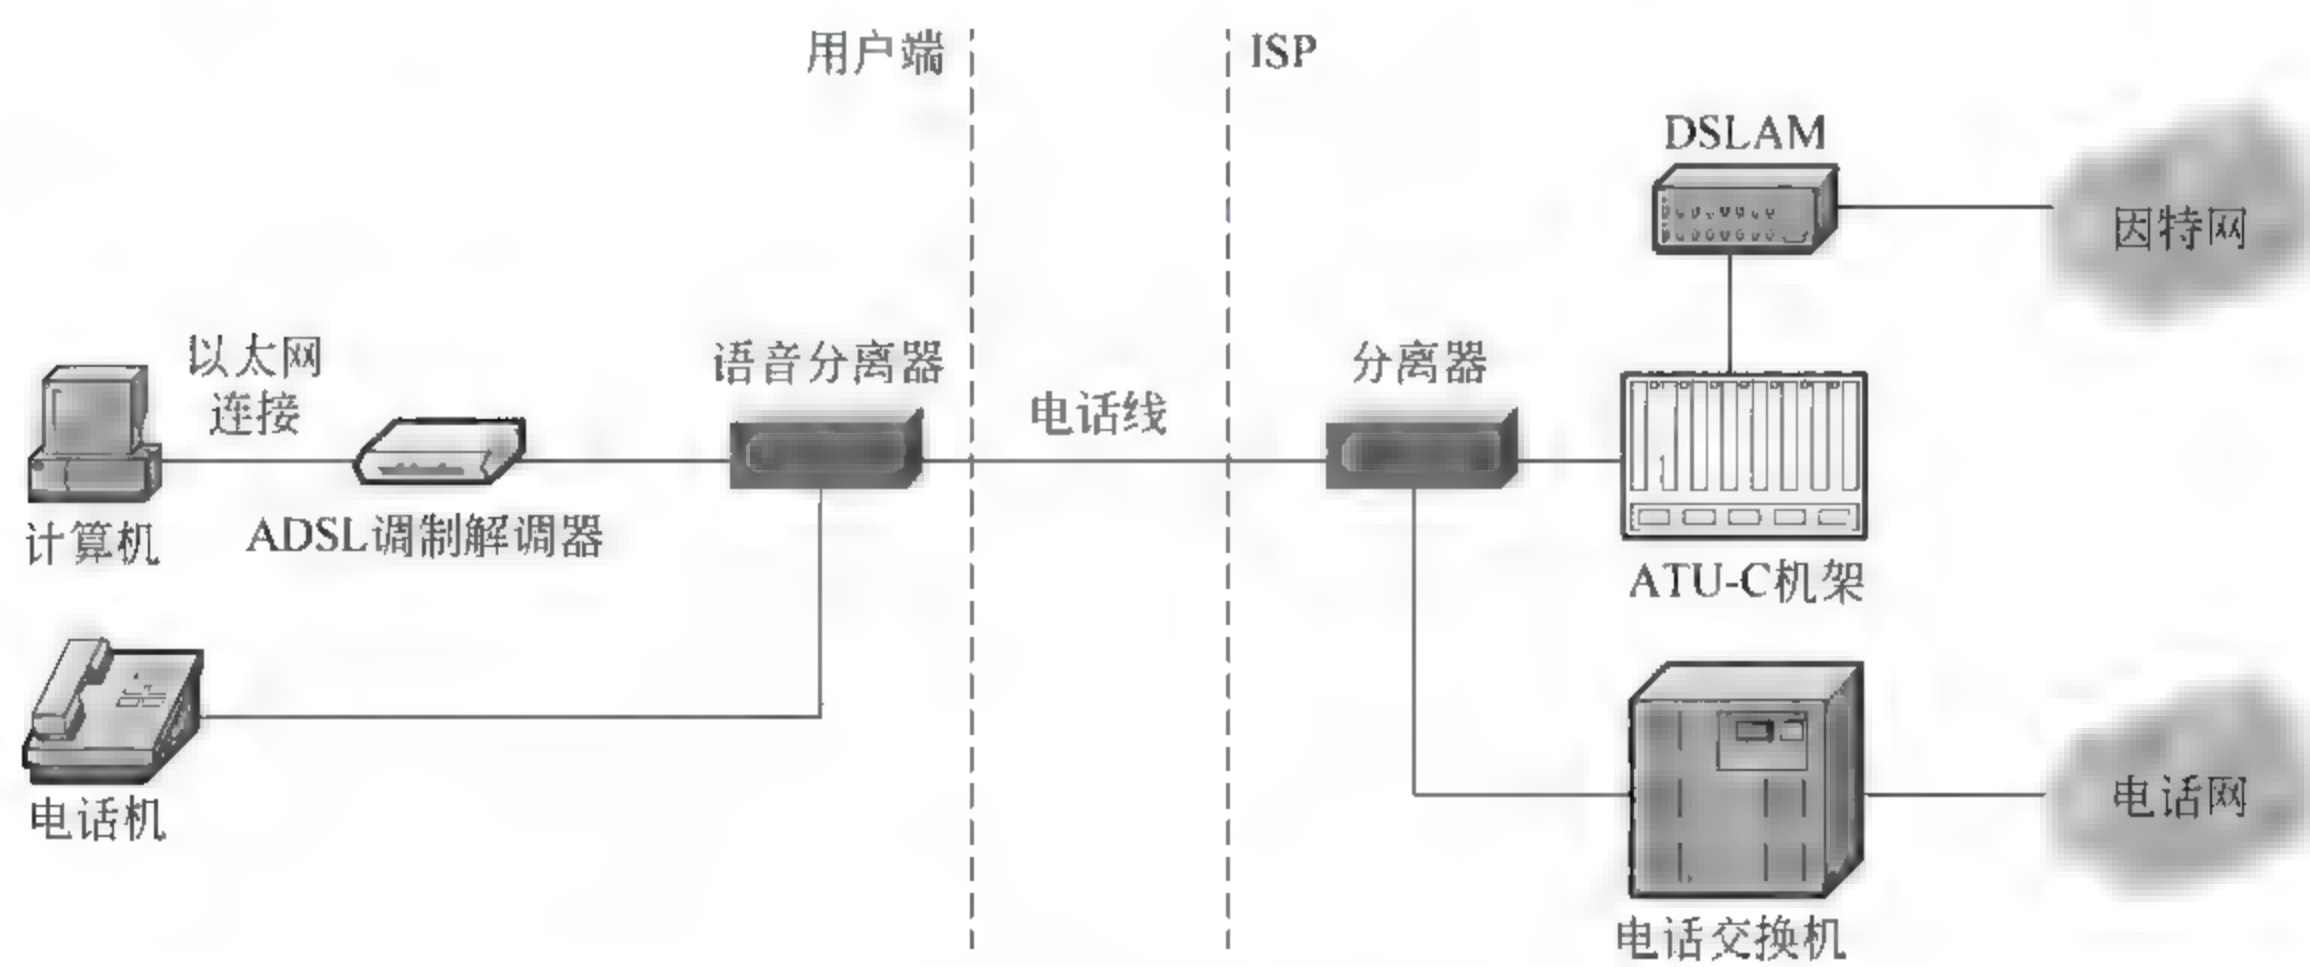 用户端
ISP
DSLAM
因特网
以太网
连接
语音分离器
电话线
分离器
计算机
ADSL调制解调器
ATU-C机架
电话机
电话网
电话交换机